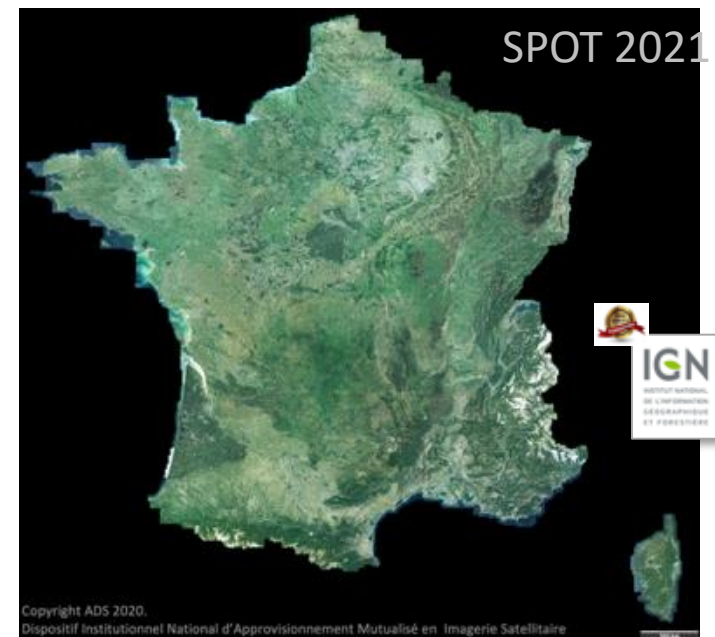 SPOT 2021
IGN
INSTITUT NATIONAL
DE L'INFORMATION
GÉOGRAPHIQUE
ET FORESTIÈRE
Copyright ADS 2020.
Dispositif Institutionnel National d'Approvisionnement Mutualisé en Imagerie Satellitaire